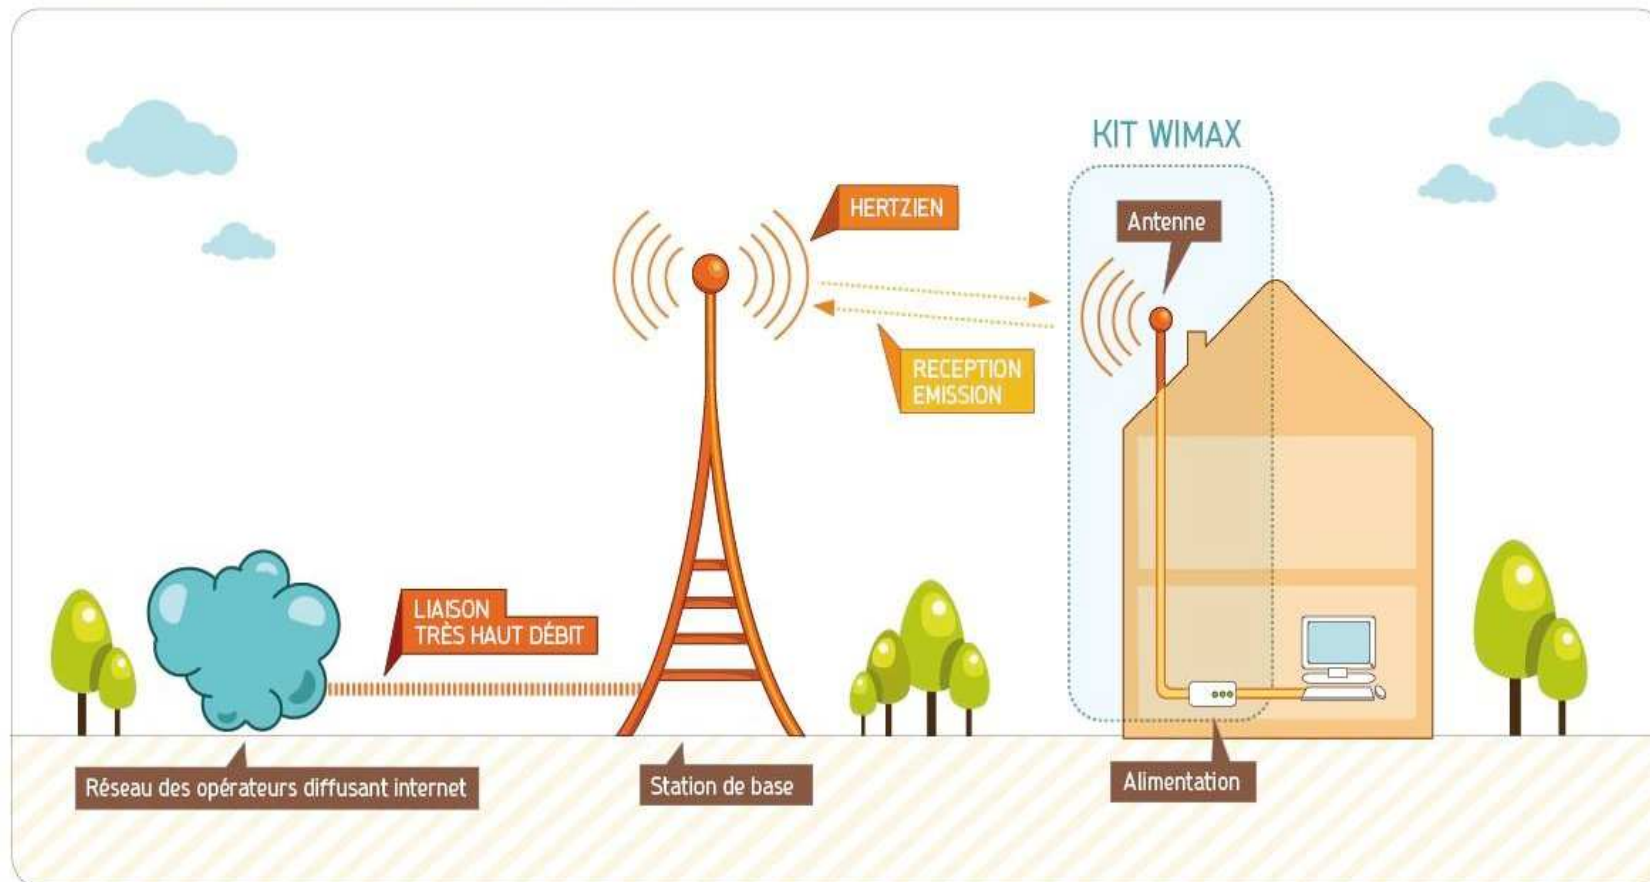 KIT WIMAX
HERTZIEN
Antenne
RECEPTION
EMISSION
LIAISON
TRÈS HAUT DÉBIT
Réseau des opérateurs diffusant internet
Station de base
Alimentation